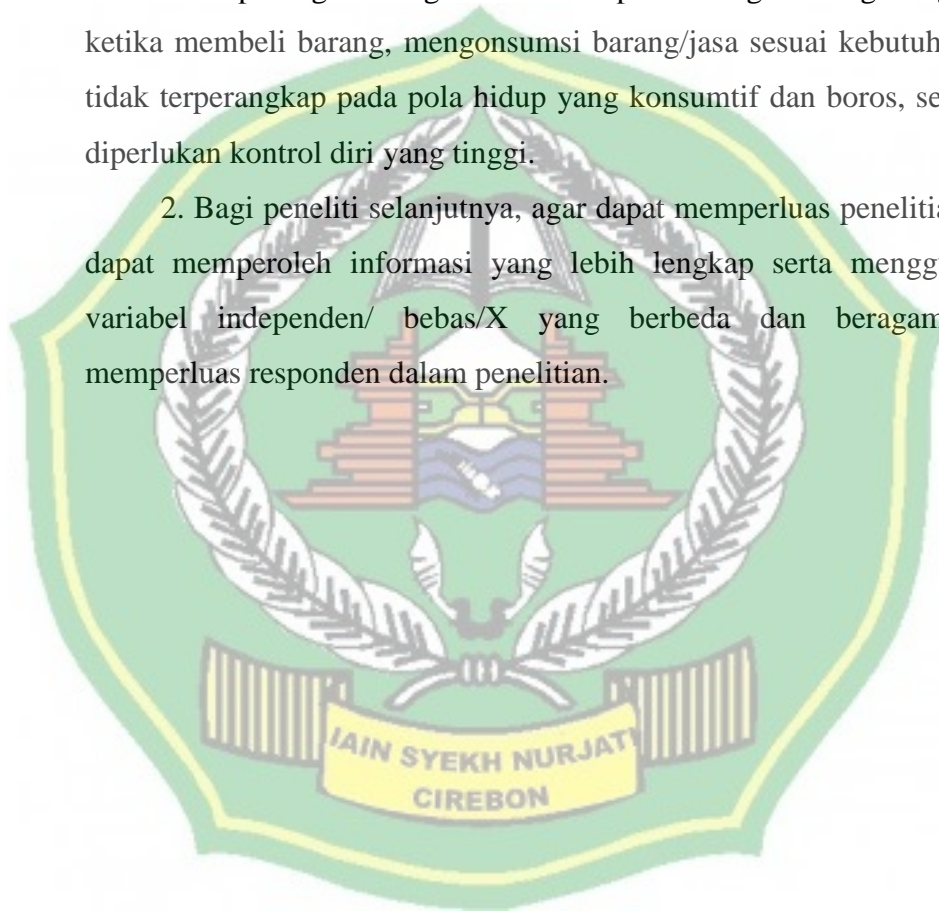 ketika membeli barang, mengonsumsi barang/jasa sesuai
tidak terperangkap pada pola hidup yang konsumtif dan boros,
diperlukan kontrol diri yang tinggi.
2. Bagi peneliti selanjutnya, agar dapat memperluas
dapat memperoleh informasi yang lebih lengkap serta
variabel independen/ bebas/X yang berbeda dan
memperluas responden dalam penelitian.
IAIN SYEKH NURJATI
CIREBON